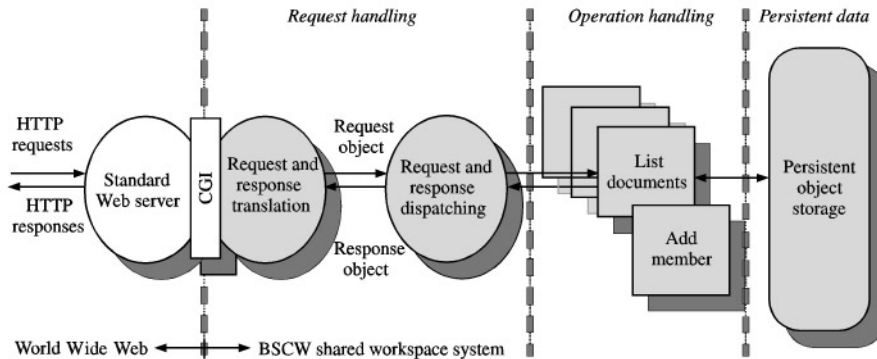 Request handling
Operation handling
Persistent data
HTTP
requests
HTTP
responses
Standard
Web server
CGI
Request and
response
translation
Request
object
Response
object
Request and
response
dispatching
List
documents
Add
member
Persistent
object
storage
World Wide Web
BSCW shared workspace system